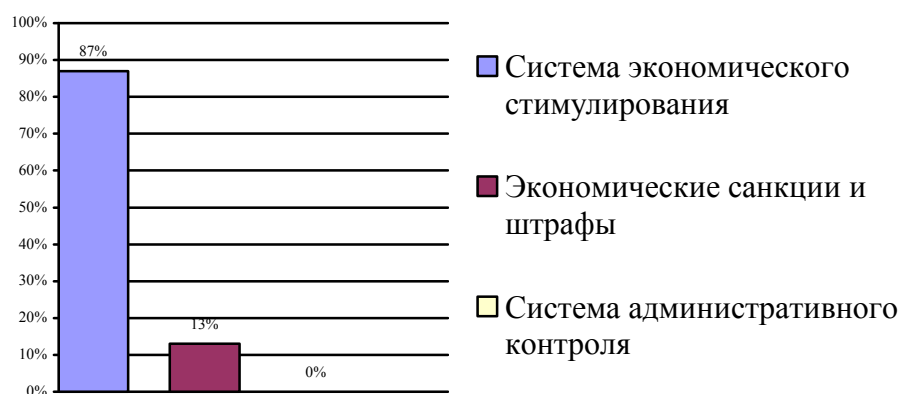 100%
90%
80%
70%
60%
50%
40%
30%
20%
10%
0%
87%
13%
0%
Система экономического
стимулирования
Экономические санкции и
штрафы
Система административного
контроля